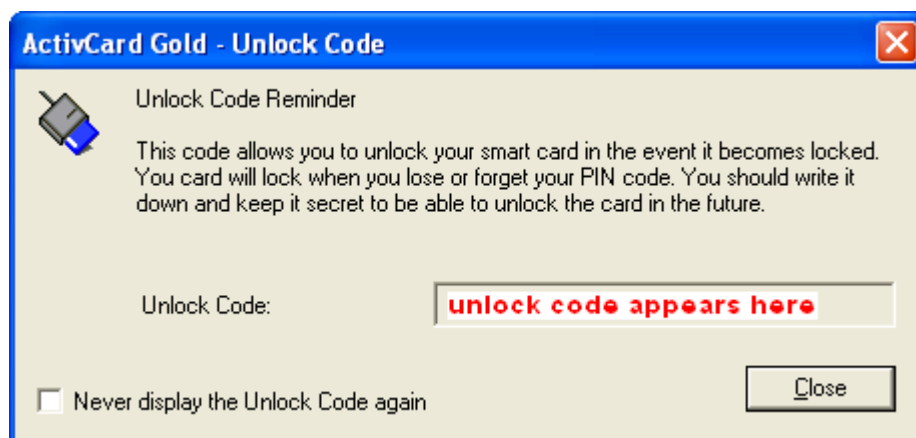 ActivCard Gold - Unlock Code
Unlock Code Reminder
This code allows you to unlock your smart card in the event it becomes locked.
You card will lock when you lose or forget your PIN code. You should write it
down and keep it secret to be able to unlock the card in the future.
Unlock Code:
unlock code appears here
Never display the Unlock Code again
Close